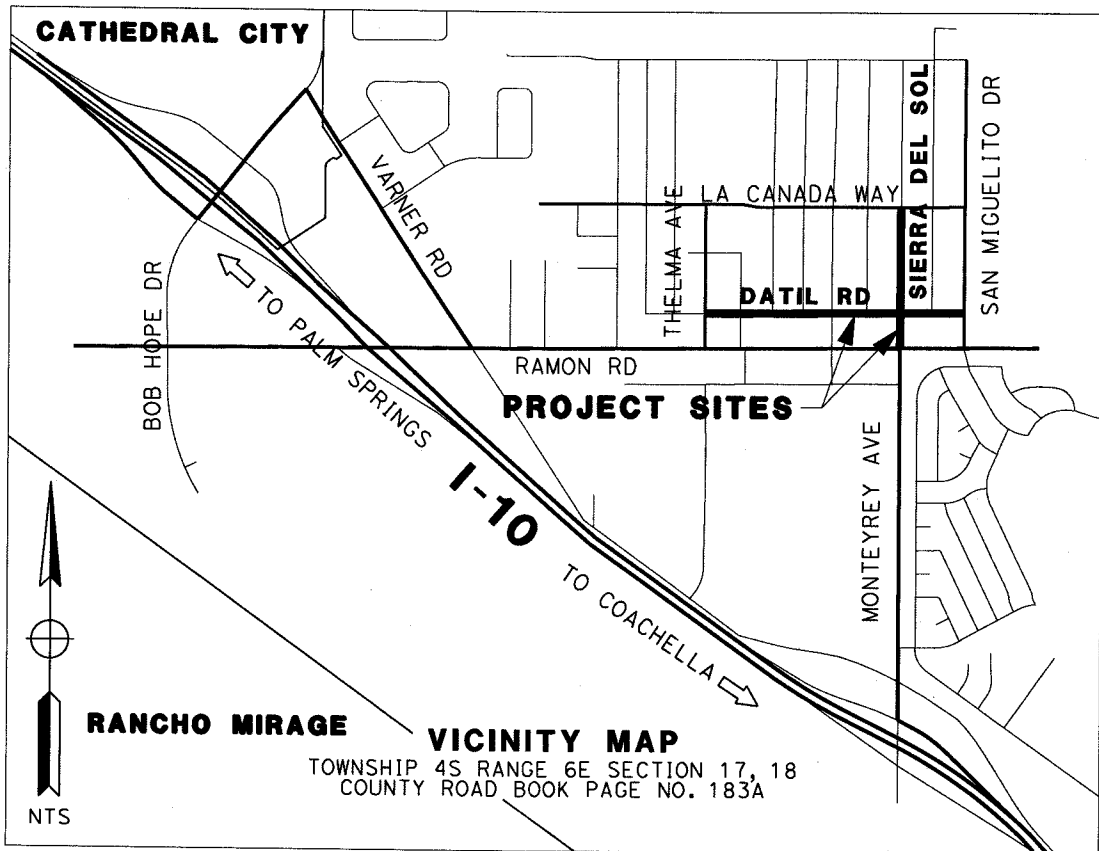 CATHEDRAL CITY
VARNER RD
BOB HOPE DR
TO PALM SPRINGS
THELMA AVE
LA CANADA WAY
SIERRA DEL SOL
SAN MIGUELITO DR
DATIL RD
RAMON RD
PROJECT SITES
MONTEYREY AVE
I-10
TO COACHELLA
RANCHO MIRAGE
VICINITY MAP
TOWNSHIP 4S RANGE 6E SECTION 17, 18
COUNTY ROAD BOOK PAGE NO. 183A
NTS